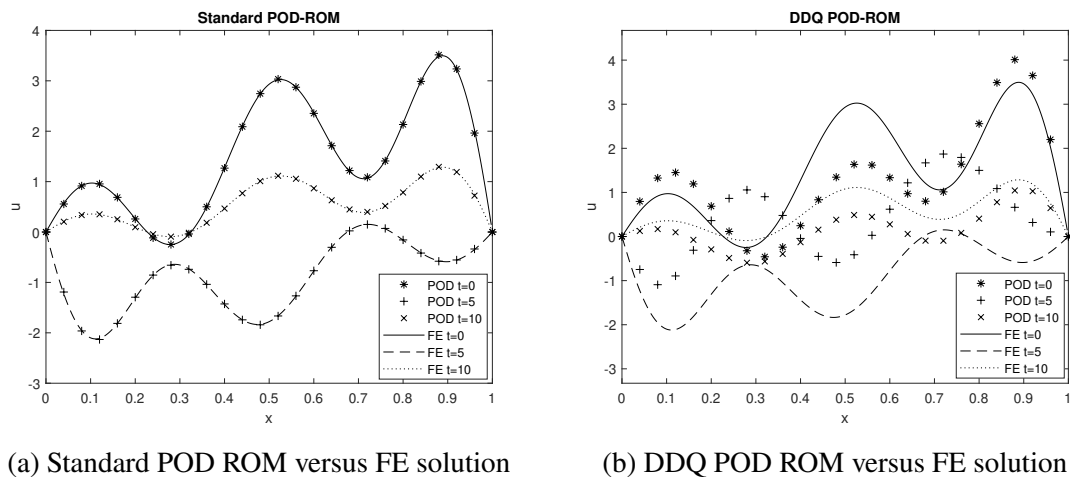 Standard POD-ROM
4
3
2
1
0
-1
-2
-3
u
0 0.1 0.2 0.3 0.4 0.5 0.6 0.7 0.8 0.9 1
x
POD t=0
POD t=5
POD t=10
FE t=0
FE t=5
FE t=10
(a) Standard POD ROM versus FE solution
DDQ POD-ROM
4
3
2
1
0
-1
-2
-3
u
0 0.1 0.2 0.3 0.4 0.5 0.6 0.7 0.8 0.9 1
x
POD t=0
POD t=5
POD t=10
FE t=0
FE t=5
FE t=10
(b) DDQ POD ROM versus FE solution